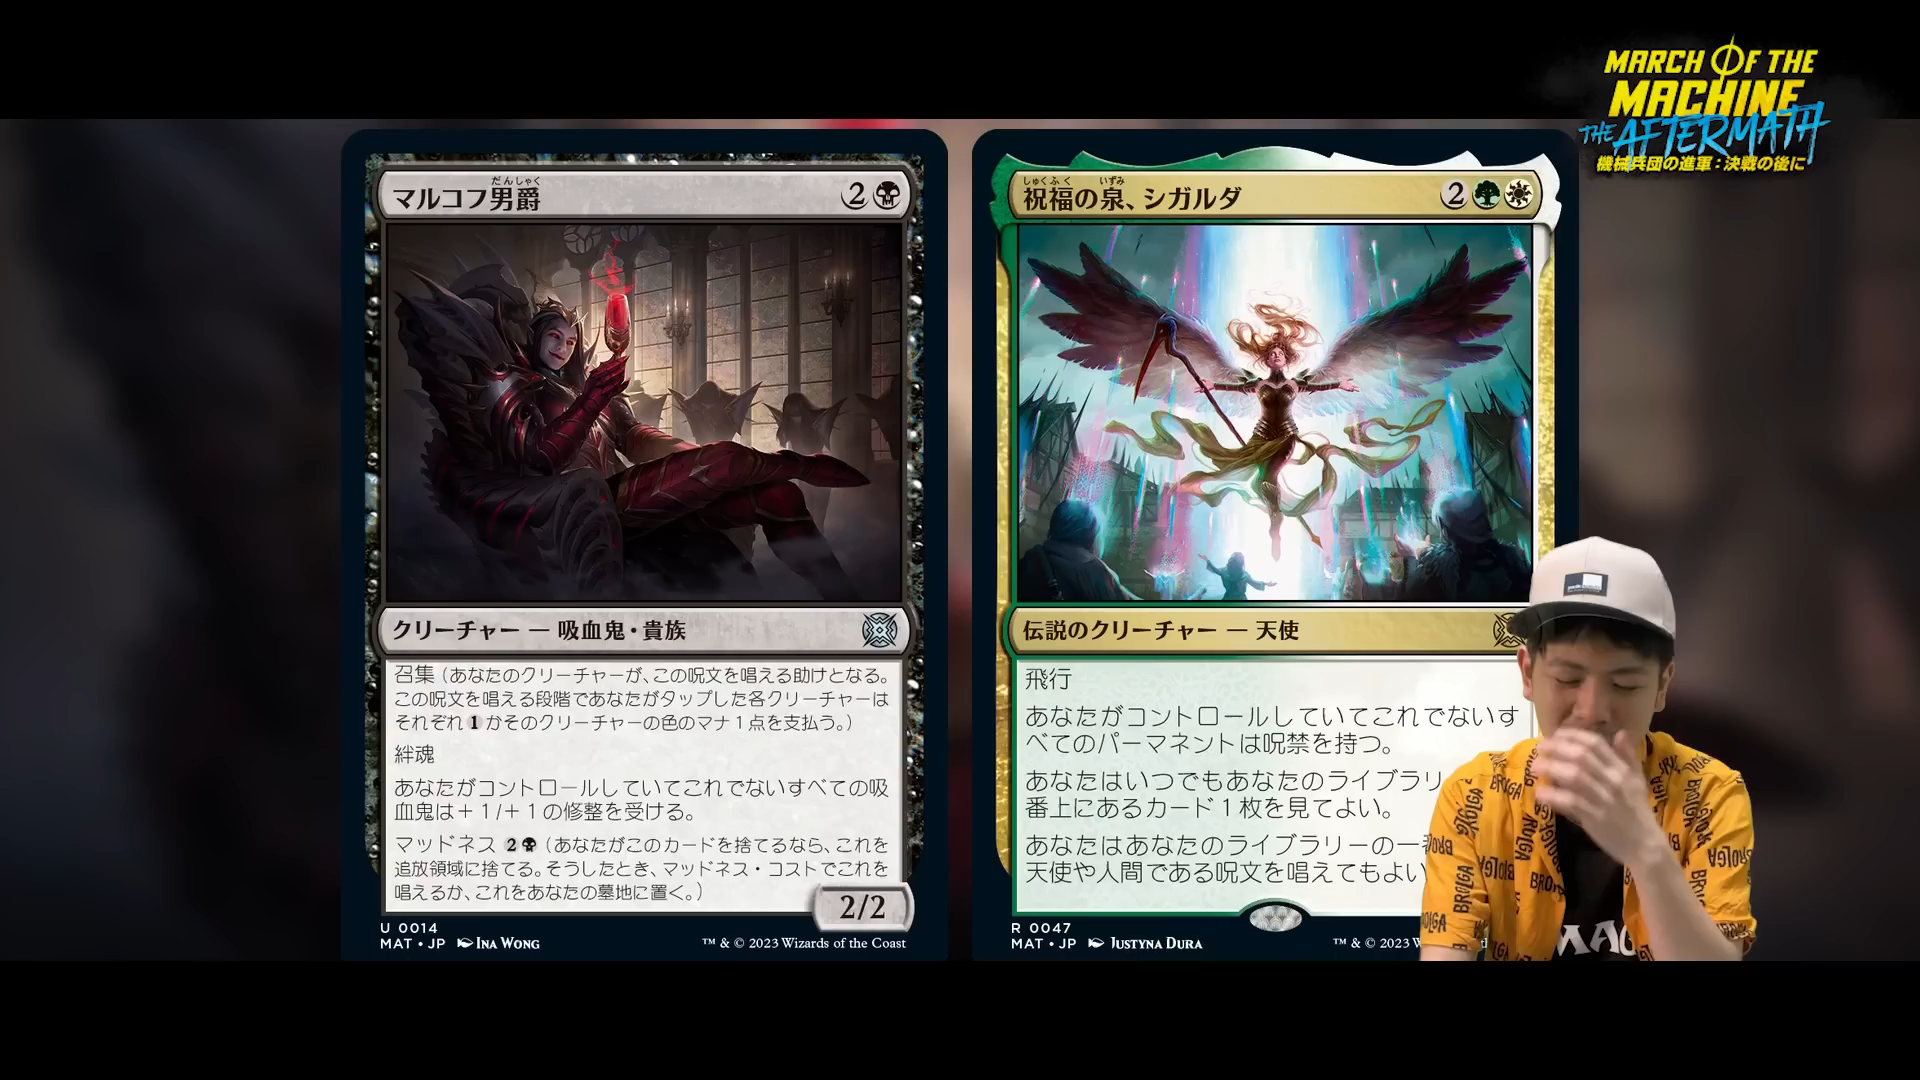 MARCH OF THE
MACHINE
THE AFTERMATH
機械兵団の進軍：決戦の後に
だんしゃく
マルコフ男爵
2
クリーチャー — 吸血鬼・貴族
召集（あなたのクリーチャーが、この呪文を唱える助けとなる。
この呪文を唱える段階であなたがタップした各クリーチャーは
それぞれ 1 かそのクリーチャーの色のマナ１点を支払う。）
絆魂
あなたがコントロールしていてこれでないすべての吸
血鬼は＋１/＋１の修整を受ける。
マッドネス 2（あなたがこのカードを捨てるなら、これを
追放領域に捨てる。そうしたとき、マッドネス・コストでこれを
唱えるか、これをあなたの墓地に置く。）
2/2
U 0014
MAT • JP INA WONG
™ & © 2023 Wizards of the Coast
しゅくふく いずみ
祝福の泉、シガルダ
2
伝説のクリーチャー — 天使
飛行
あなたがコントロールしていてこれでないす
べてのパーマネントは呪禁を持つ。
あなたはいつでもあなたのライブラリ
番上にあるカード１枚を見てよい。
あなたはあなたのライブラリーの一
天使や人間である呪文を唱えてもよい
R 0047
MAT • JP JUSTYNA DURA
™ & © 2023
BROLGA
BROLGA
BROLGA
BROLGA
MAG